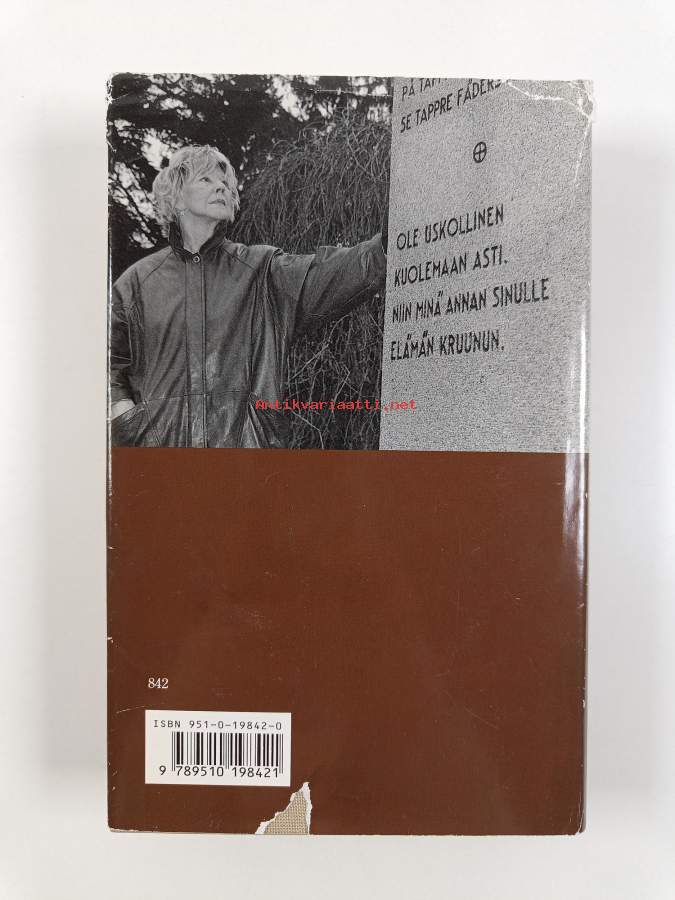 PÅ
SE TAPPRE FÄDERS
OLE USKOLLINEN
KUOLEMAAN ASTI.
NIIN MINÄ ANNAN SINULLE
ELÄMÄN KRUUNUN.
Antikvariaatti.net
842
ISBN 951-0-19842-0
9 789510 198421